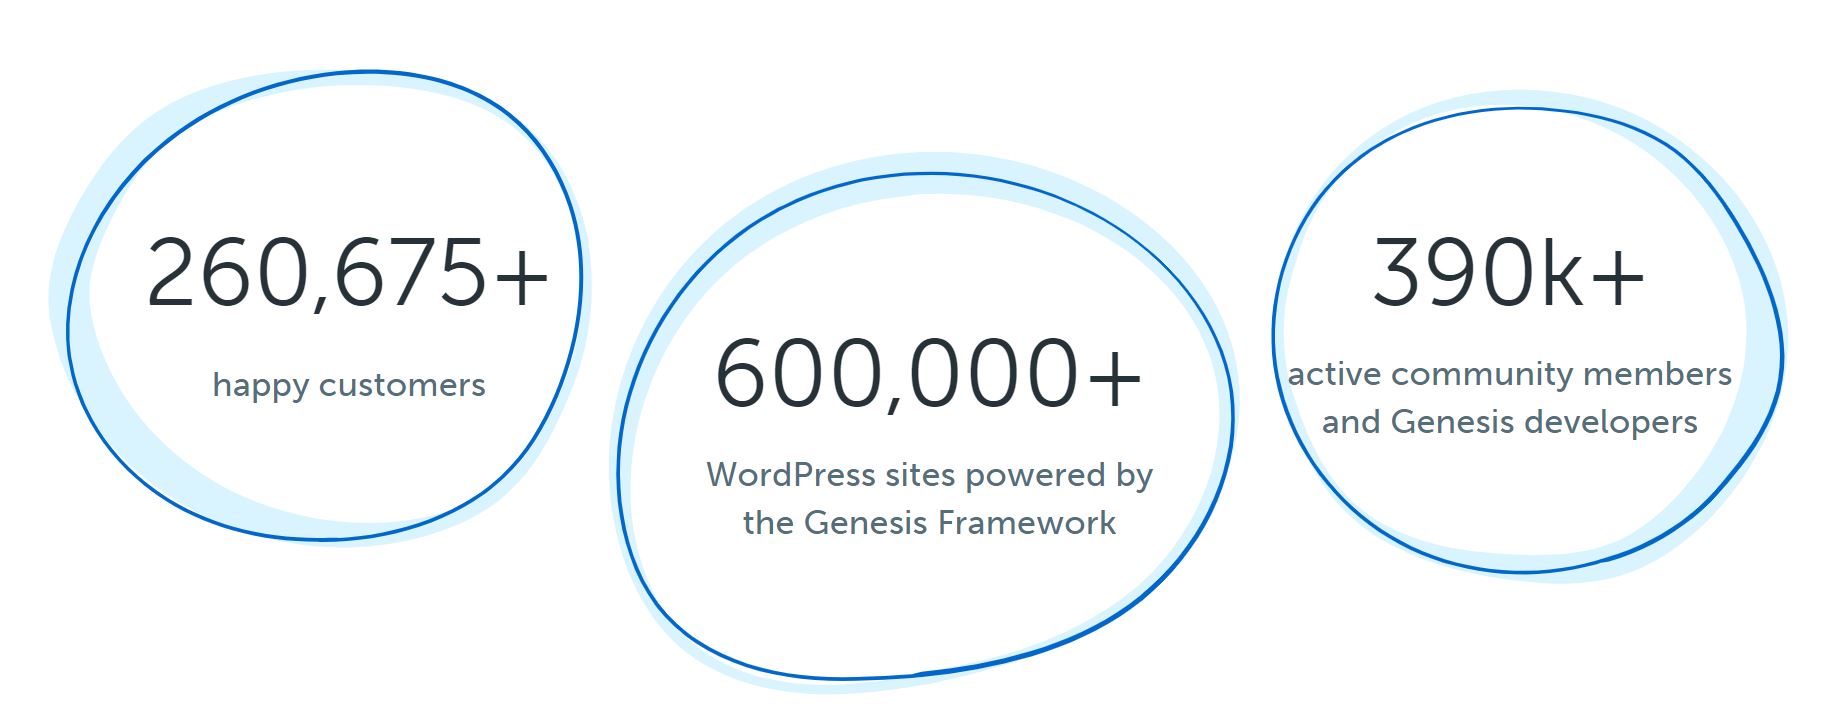 260,675+
happy customers
600,000+
WordPress sites powered by
the Genesis Framework
390k+
active community members
and Genesis developers